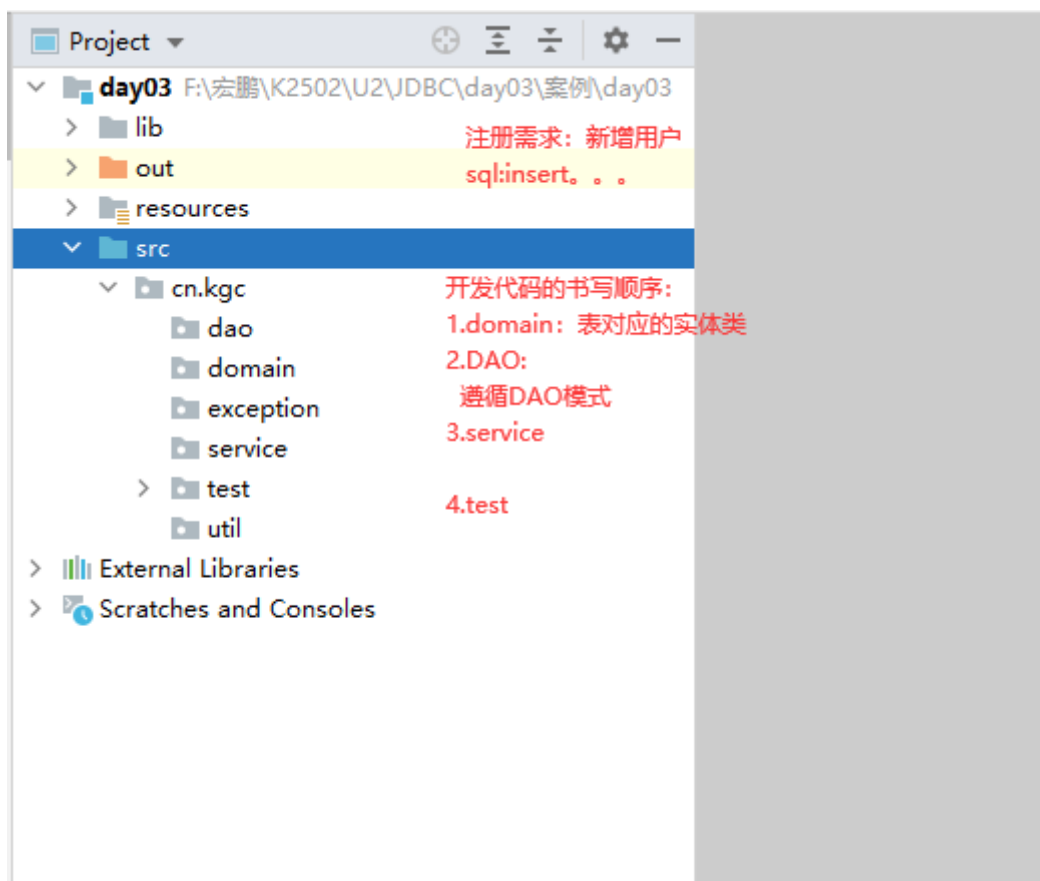 Project
day03 F:\宏鹏\K2502\U2\JDBC\day03\案例\day03
lib
注册需求：新增用户
out
sql:insert。。。
resources
src
cn.kgc
开发代码的书写顺序：
dao
1.domain：表对应的实体类
domain
2.DAO:
exception
遵循DAO模式
service
3.service
test
4.test
util
External Libraries
Scratches and Consoles